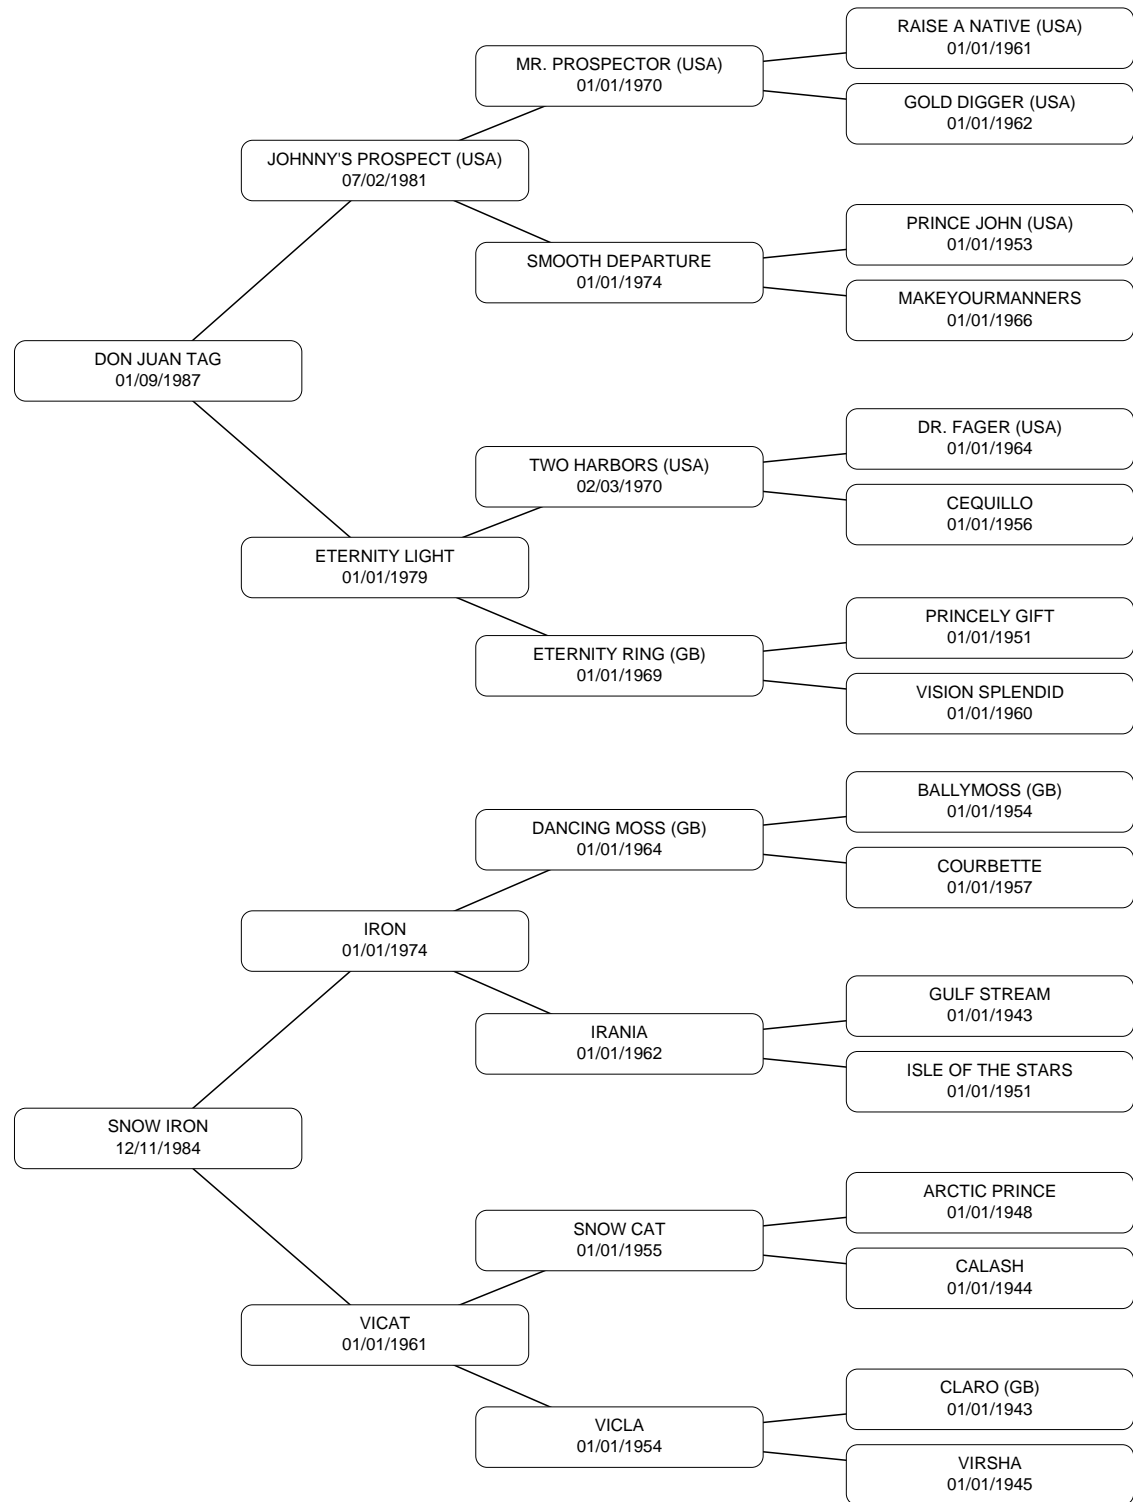 RAISE A NATIVE (USA)
01/01/1961
MR. PROSPECTOR (USA)
01/01/1970
GOLD DIGGER (USA)
01/01/1962
JOHNNY'S PROSPECT (USA)
07/02/1981
PRINCE JOHN (USA)
01/01/1953
SMOOTH DEPARTURE
01/01/1974
MAKEYOURMANNERS
01/01/1966
DON JUAN TAG
01/09/1987
DR. FAGER (USA)
01/01/1964
TWO HARBORS (USA)
02/03/1970
CEQUILLO
01/01/1956
ETERNITY LIGHT
01/01/1979
PRINCELY GIFT
01/01/1951
ETERNITY RING (GB)
01/01/1969
VISION SPLENDID
01/01/1960
BALLYMOSS (GB)
01/01/1954
DANCING MOSS (GB)
01/01/1964
COURBETTE
01/01/1957
IRON
01/01/1974
GULF STREAM
01/01/1943
IRANIA
01/01/1962
ISLE OF THE STARS
01/01/1951
SNOW IRON
12/11/1984
ARCTIC PRINCE
01/01/1948
SNOW CAT
01/01/1955
CALASH
01/01/1944
VICAT
01/01/1961
CLARO (GB)
01/01/1943
VICLA
01/01/1954
VIRSHA
01/01/1945